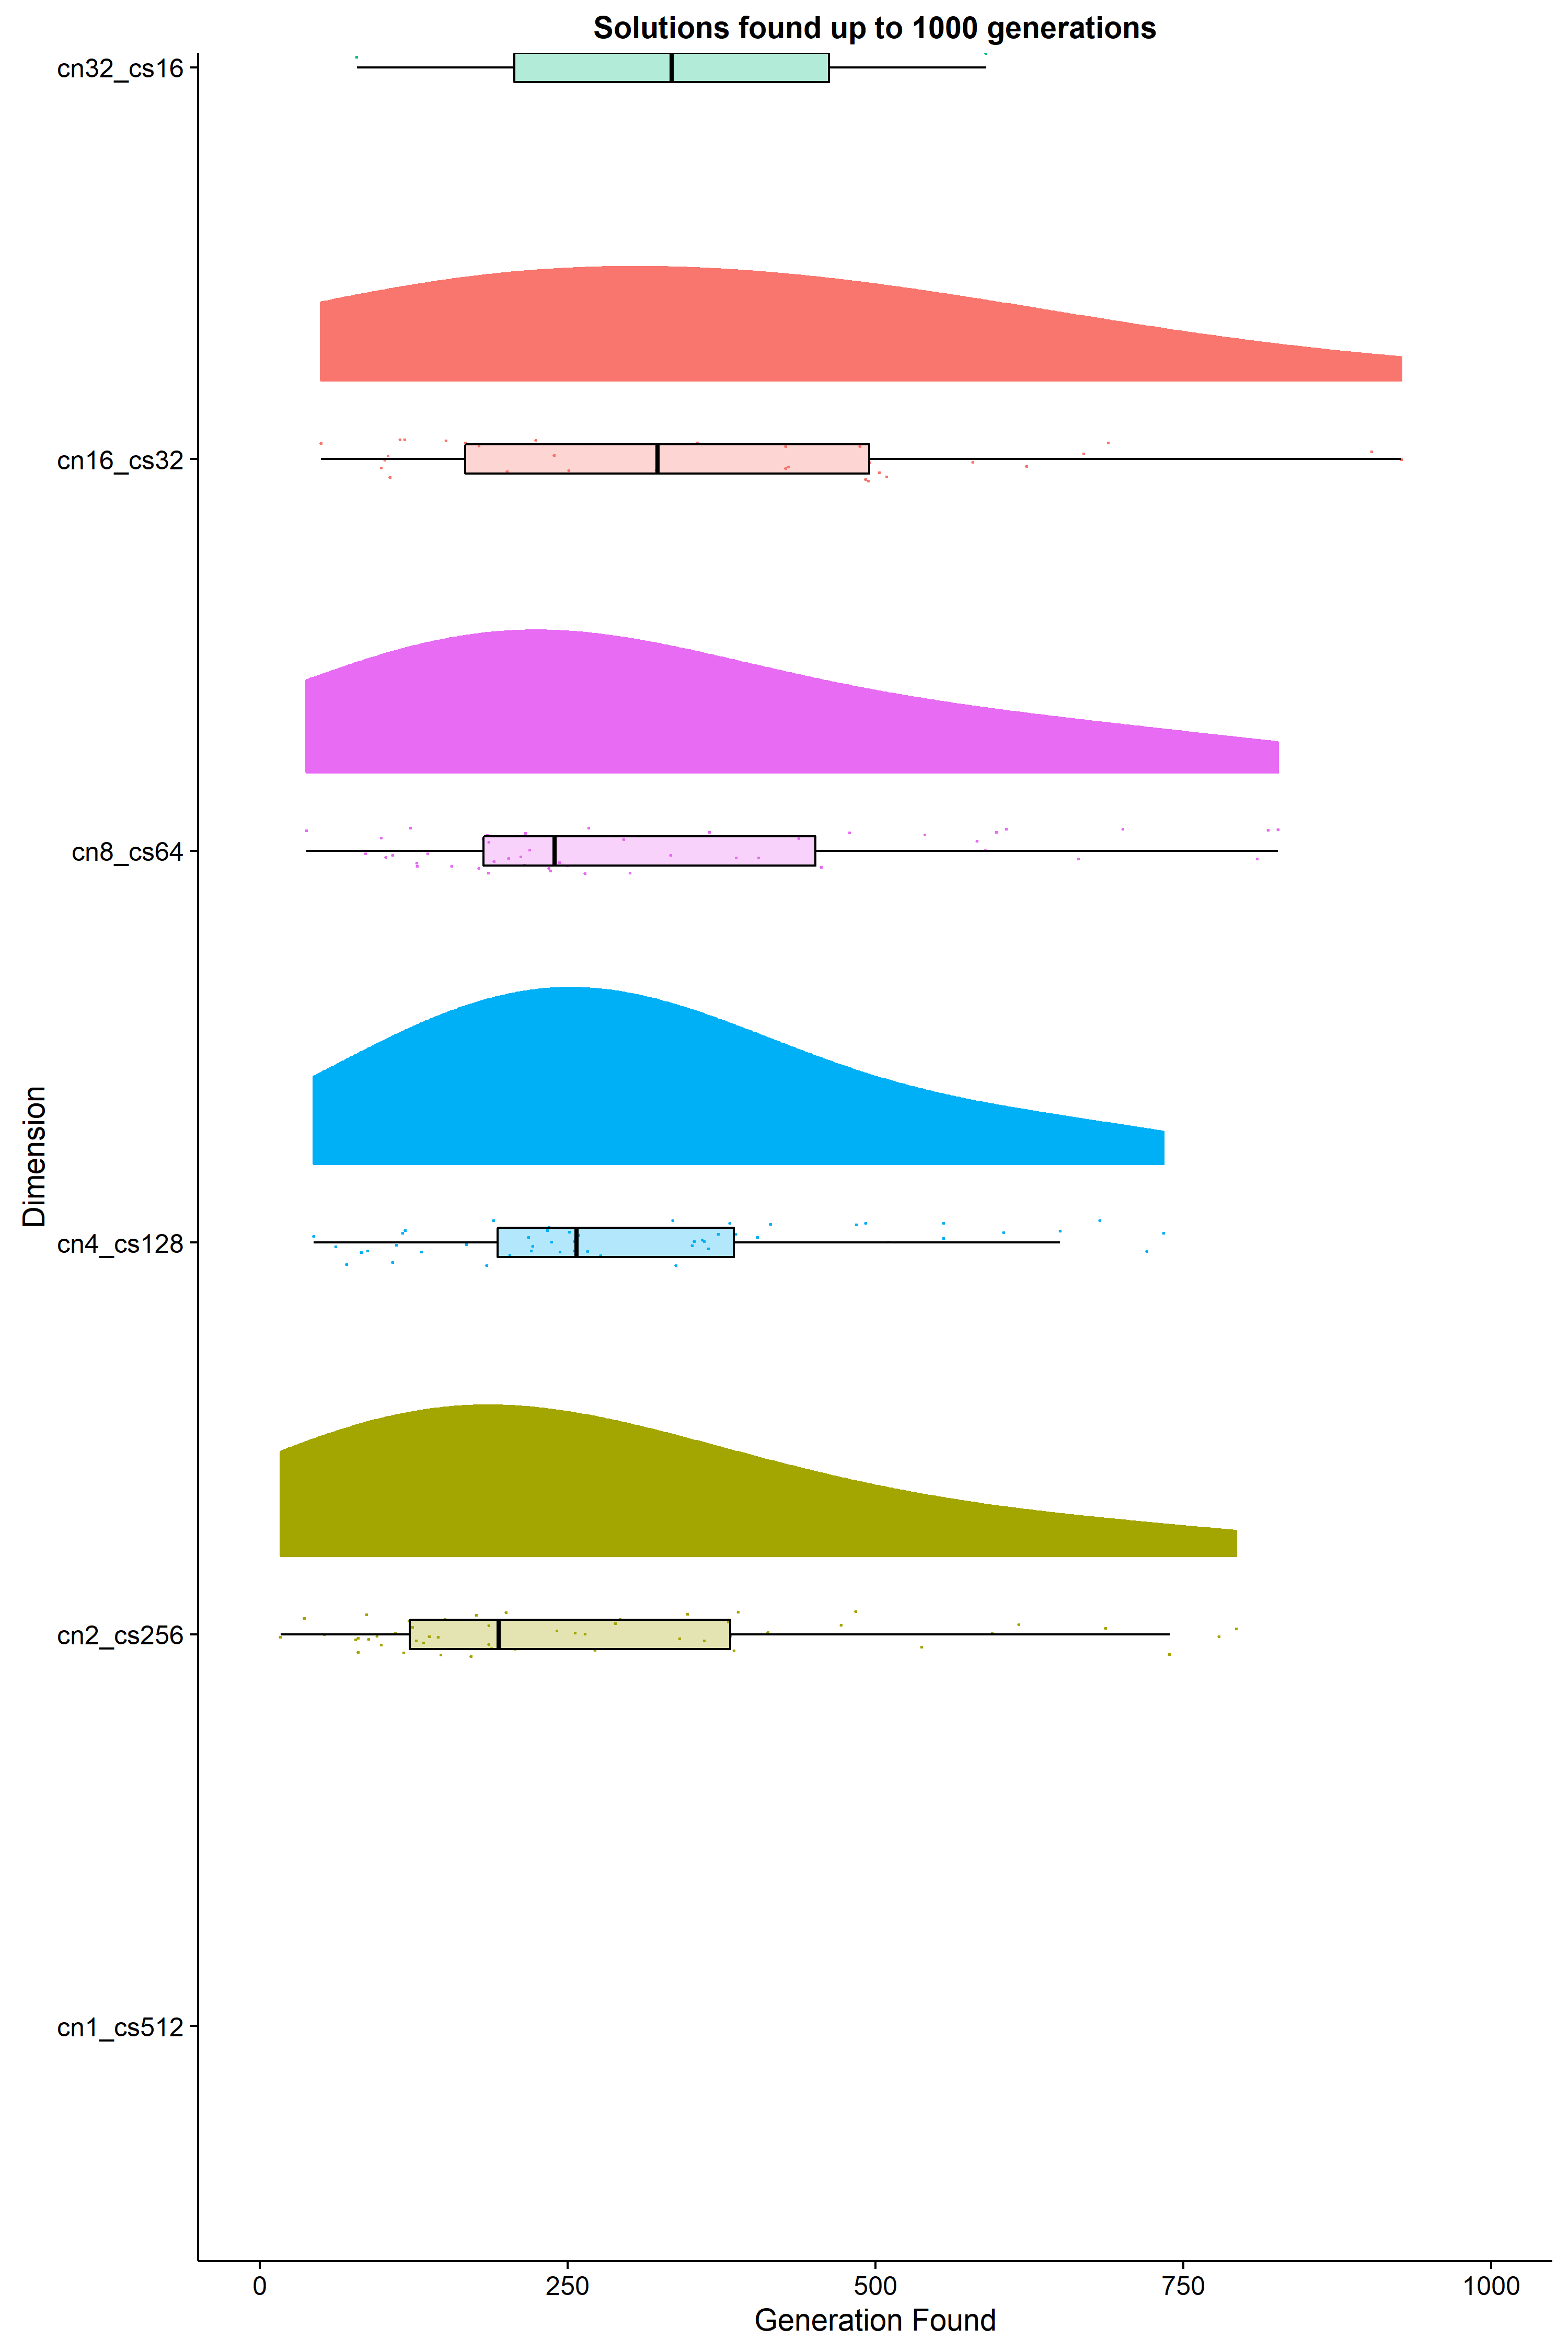 Solutions found up to 1000 generations
cn32_cs16
cn16_cs32
cn8_cs64
cn4_cs128
cn2_cs256
cn1_cs512
Dimension
0 250 500 750 1000
Generation Found